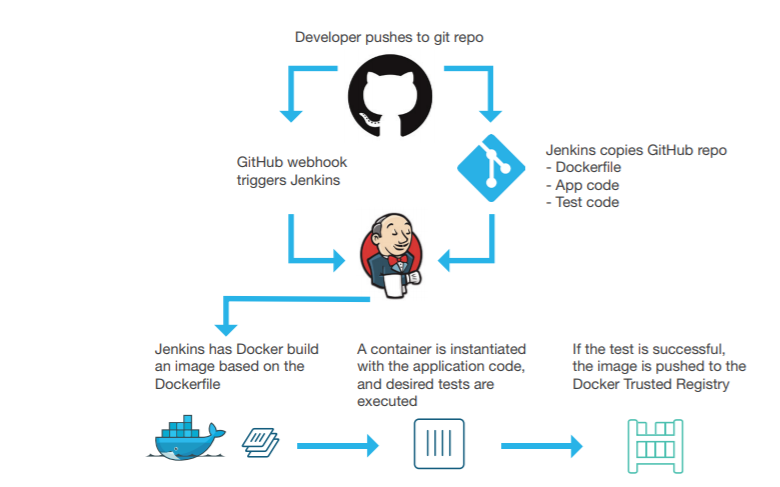 Developer pushes to git repo
GitHub webhook
triggers Jenkins
Jenkins copies GitHub repo
- Dockerfile
- App code
- Test code
Jenkins has Docker build
an image based on the
Dockerfile
A container is instantiated
with the application code,
and desired tests are
executed
If the test is successful,
the image is pushed to the
Docker Trusted Registry